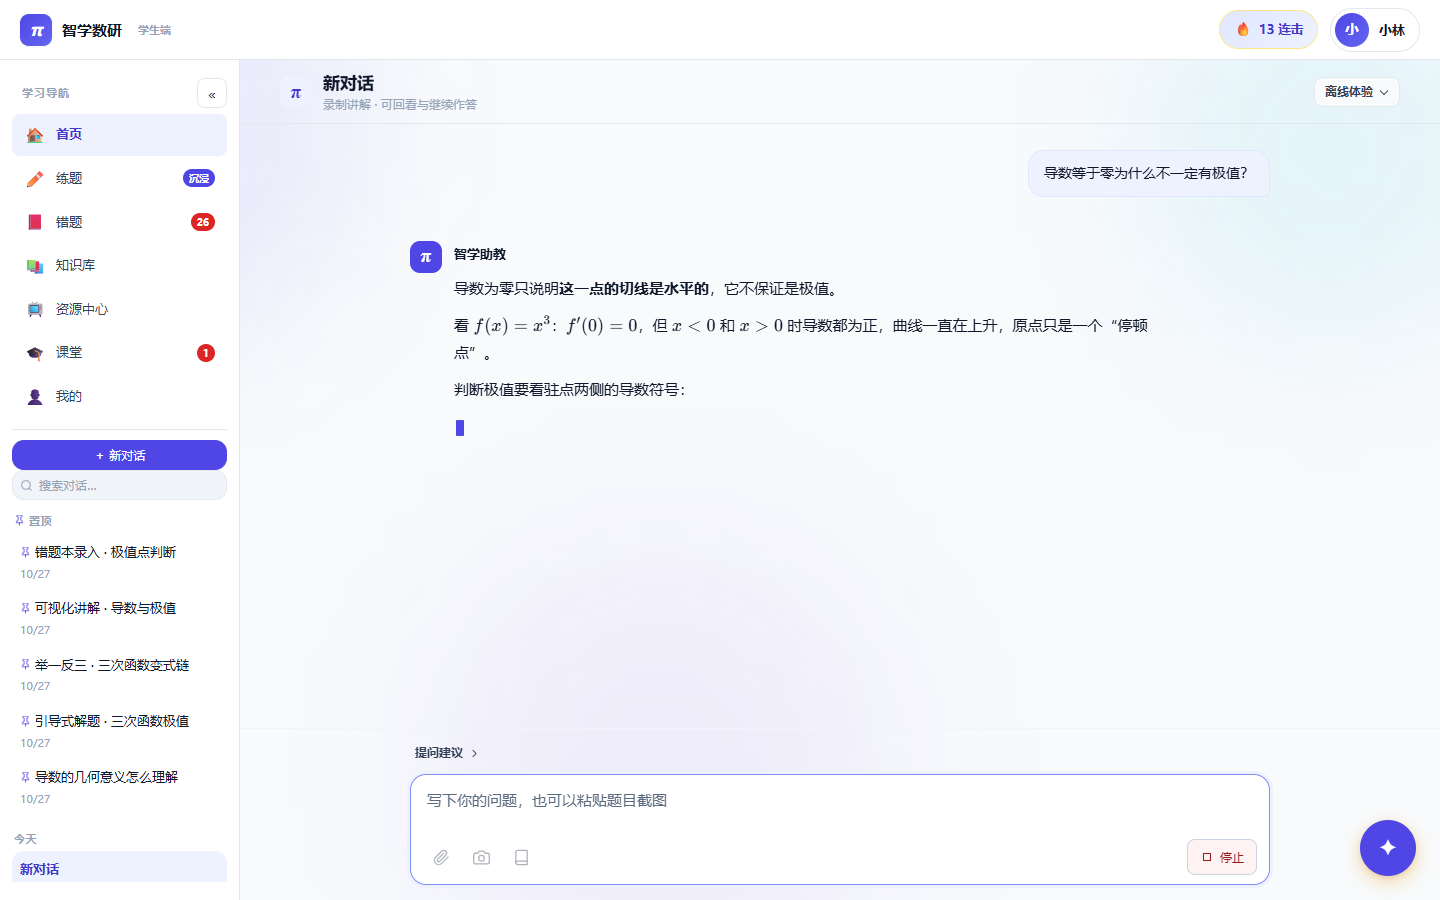 π 智学数研 学生端
13 连击
小 小林
学习导航 «
首页
练题 沉浸
错题 26
知识库
资源中心
课堂 1
我的
+ 新对话
搜索对话...
置顶
错题本录入 · 极值点判断
10/27
可视化讲解 · 导数与极值
10/27
举一反三 · 三次函数变式链
10/27
引导式解题 · 三次函数极值
10/27
导数的几何意义怎么理解
10/27
今天
新对话
π 新对话
录制讲解 · 可回看与继续作答
离线体验
导数等于零为什么不一定有极值？
π 智学助教
导数为零只说明这一点的切线是水平的，它不保证是极值。
看 f(x) = x³：f′(0) = 0，但 x < 0 和 x > 0 时导数都为正，曲线一直在上升，原点只是一个“停顿
点”。
判断极值要看驻点两侧的导数符号：
提问建议
写下你的问题，也可以粘贴题目截图
停止